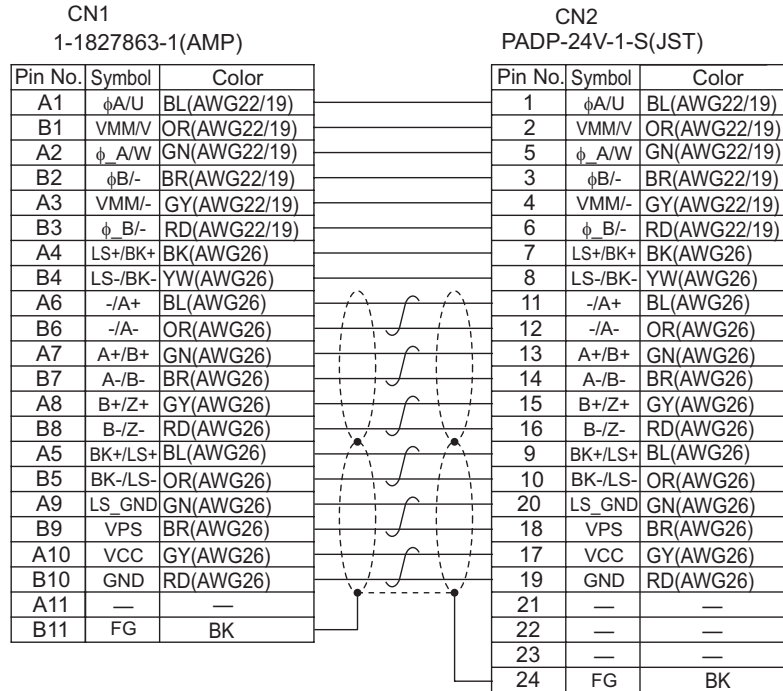 CN1
1-1827863-1(AMP)
Pin No. Symbol Color
A1 ϕA/U BL(AWG22/19)
B1 VMM/V OR(AWG22/19)
A2 ϕ_A/W GN(AWG22/19)
B2 ϕB/- BR(AWG22/19)
A3 VMM/- GY(AWG22/19)
B3 ϕ_B/- RD(AWG22/19)
A4 LS+/BK+ BK(AWG26)
B4 LS-/BK- YW(AWG26)
A6 -/A+ BL(AWG26)
B6 -/A- OR(AWG26)
A7 A+/B+ GN(AWG26)
B7 A-/B- BR(AWG26)
A8 B+/Z+ GY(AWG26)
B8 B-/Z- RD(AWG26)
A5 BK+/LS+ BL(AWG26)
B5 BK-/LS- OR(AWG26)
A9 LS_GND GN(AWG26)
B9 VPS BR(AWG26)
A10 VCC GY(AWG26)
B10 GND RD(AWG26)
A11 — —
B11 FG BK
CN2
PADP-24V-1-S(JST)
Pin No. Symbol Color
1 ϕA/U BL(AWG22/19)
2 VMM/V OR(AWG22/19)
5 ϕ_A/W GN(AWG22/19)
3 ϕB/- BR(AWG22/19)
4 VMM/- GY(AWG22/19)
6 ϕ_B/- RD(AWG22/19)
7 LS+/BK+ BK(AWG26)
8 LS-/BK- YW(AWG26)
11 -/A+ BL(AWG26)
12 -/A- OR(AWG26)
13 A+/B+ GN(AWG26)
14 A-/B- BR(AWG26)
15 B+/Z+ GY(AWG26)
16 B-/Z- RD(AWG26)
9 BK+/LS+ BL(AWG26)
10 BK-/LS- OR(AWG26)
20 LS_GND GN(AWG26)
18 VPS BR(AWG26)
17 VCC GY(AWG26)
19 GND RD(AWG26)
21 — —
22 — —
23 — —
24 FG BK